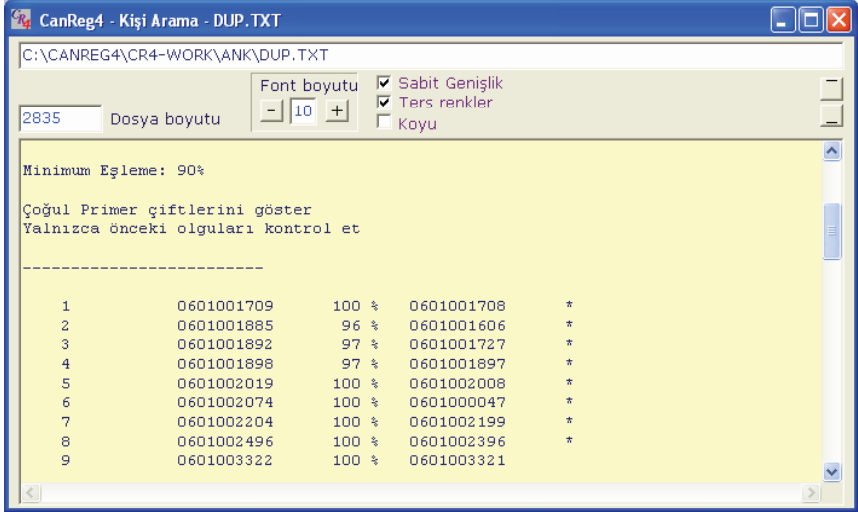 CanReg4 - Kişi Arama - DUP.TXT
C:\CANREG4\CR4-WORK\ANK\DUP.TXT
2835 Dosya boyutu
Font boyutu
- 10 +
Sabit Genişlik
Ters renkler
Koyu
Minimum Eşleme: 90%
Çoğul Primer çiftlerini göster
Yalnızca önceki olguları kontrol et
-------------------------
1 0601001709 100 % 0601001708 *
2 0601001885 96 % 0601001606 *
3 0601001892 97 % 0601001727 *
4 0601001898 97 % 0601001897 *
5 0601002019 100 % 0601002008 *
6 0601002074 100 % 0601000047 *
7 0601002204 100 % 0601002199 *
8 0601002496 100 % 0601002396 *
9 0601003322 100 % 0601003321